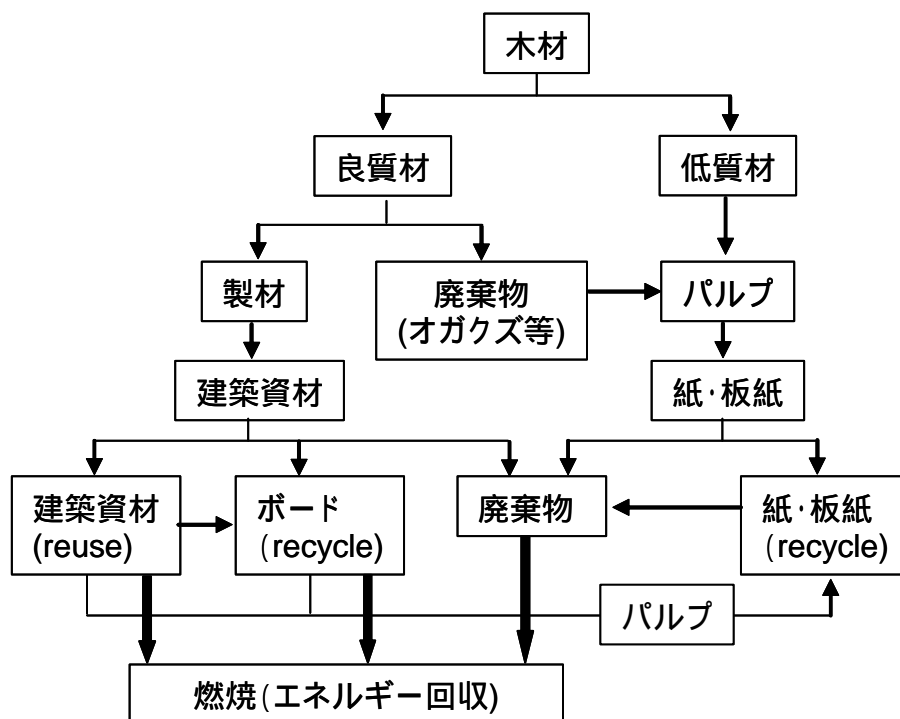 木材
良質材
低質材
製材
廃棄物
(オガクズ等)
パルプ
建築資材
紙・板紙
建築資材
(reuse)
ボード
(recycle)
廃棄物
紙・板紙
(recycle)
パルプ
燃焼(エネルギー回収)